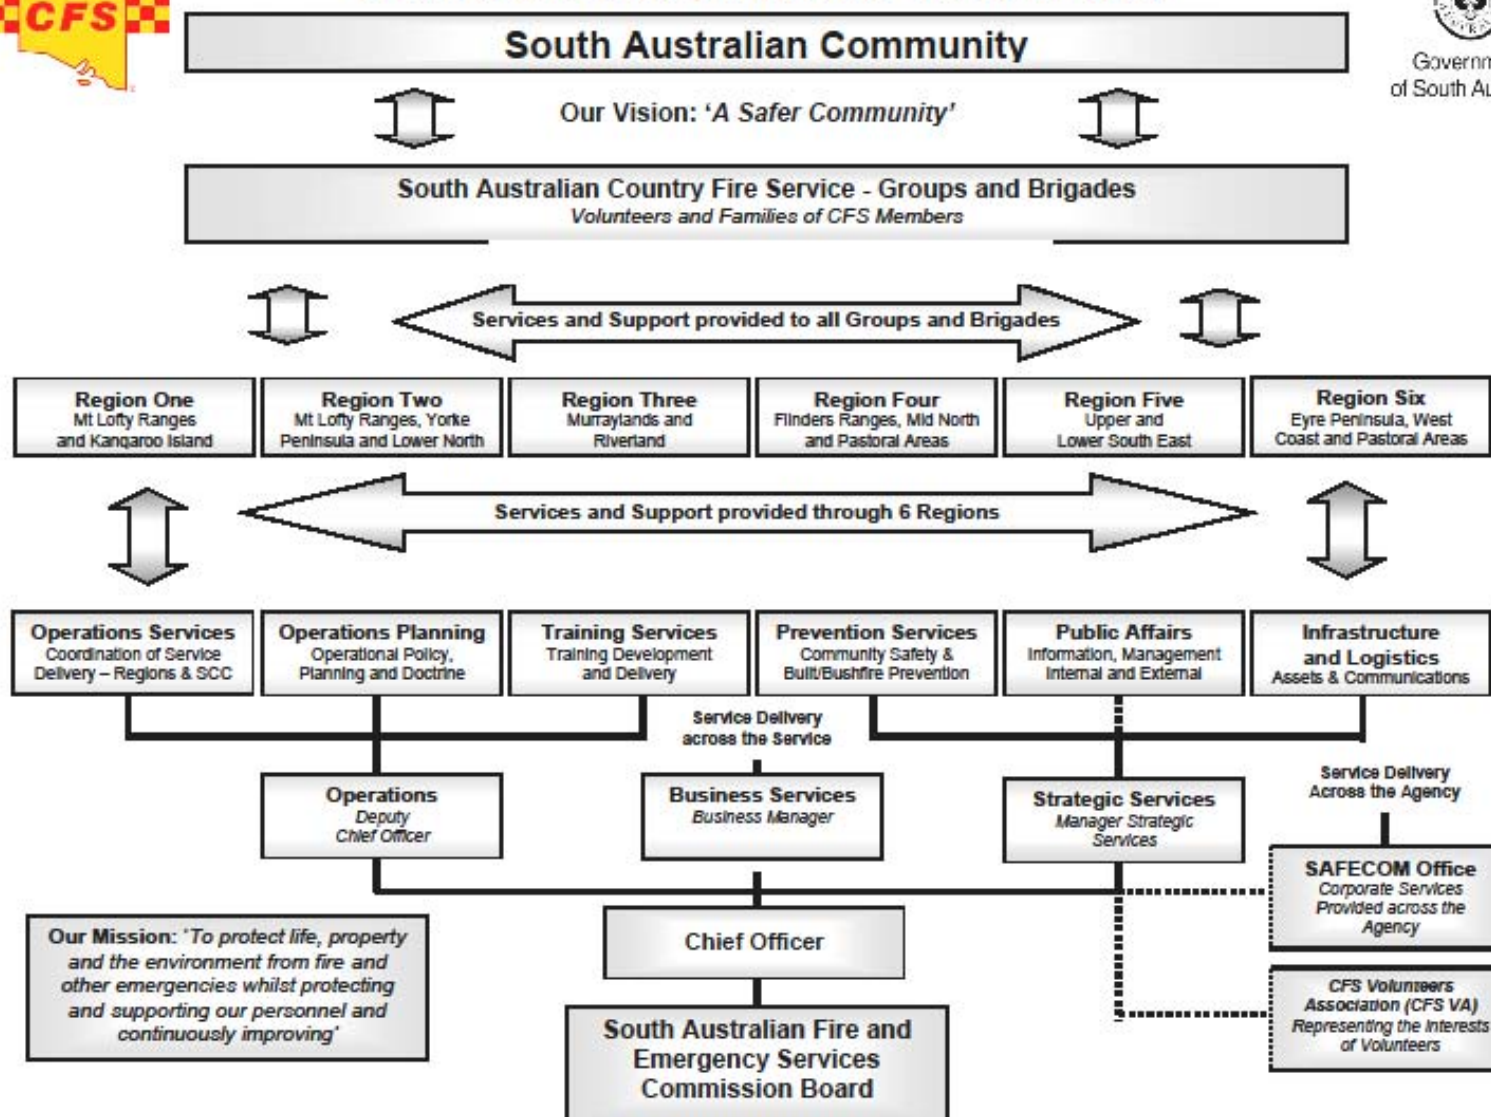 CFS
South Australian Community
Governm
of South Au
Our Vision: 'A Safer Community'
South Australian Country Fire Service - Groups and Brigades
Volunteers and Families of CFS Members
Services and Support provided to all Groups and Brigades
Region One
Mt Lofty Ranges
and Kangaroo Island
Region Two
Mt Lofty Ranges, Yorke
Peninsula and Lower North
Region Three
Murraylands and
Riverland
Region Four
Flinders Ranges, Mid North
and Pastoral Areas
Region Five
Upper and
Lower South East
Region Six
Eyre Peninsula, West
Coast and Pastoral Areas
Services and Support provided through 6 Regions
Operations Services
Coordination of Service
Delivery – Regions & SCC
Operations Planning
Operational Policy,
Planning and Doctrine
Training Services
Training Development
and Delivery
Prevention Services
Community Safety &
Built/Bushfire Prevention
Public Affairs
Information, Management
Internal and External
Infrastructure
and Logistics
Assets & Communications
Service Delivery
across the Service
Operations
Deputy
Chief Officer
Business Services
Business Manager
Strategic Services
Manager Strategic
Services
Service Delivery
Across the Agency
SAFECOM Office
Corporate Services
Provided across the
Agency
Our Mission: 'To protect life, property
and the environment from fire and
other emergencies whilst protecting
and supporting our personnel and
continuously improving'
Chief Officer
CFS Volunteers
Association (CFS VA)
Representing the Interests
of Volunteers
South Australian Fire and
Emergency Services
Commission Board